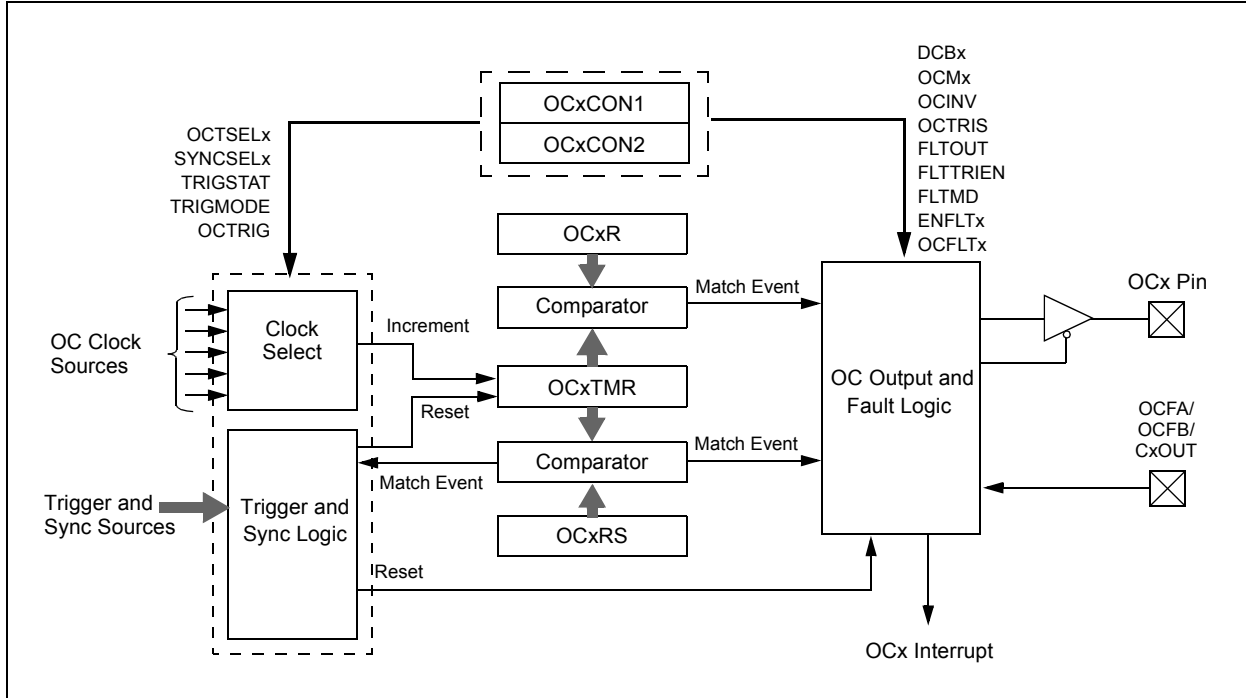 DCBx
OCMx
OCINV
OCTRIS
FLTOUT
FLTTRIEN
FLTMD
ENFLTx
OCFLTx
OCxCON1
OCxCON2
OCTSELx
SYNCSELx
TRIGSTAT
TRIGMODE
OCTRIG
OCxR
Match Event
OCx Pin
Comparator
Clock
Select
Increment
OC Clock
Sources
OCxTMR
OC Output and
Fault Logic
Reset
OCFA/
OCFB/
CxOUT
Match Event
Comparator
Match Event
Trigger and
Sync Sources
Trigger and
Sync Logic
OCxRS
Reset
OCx Interrupt